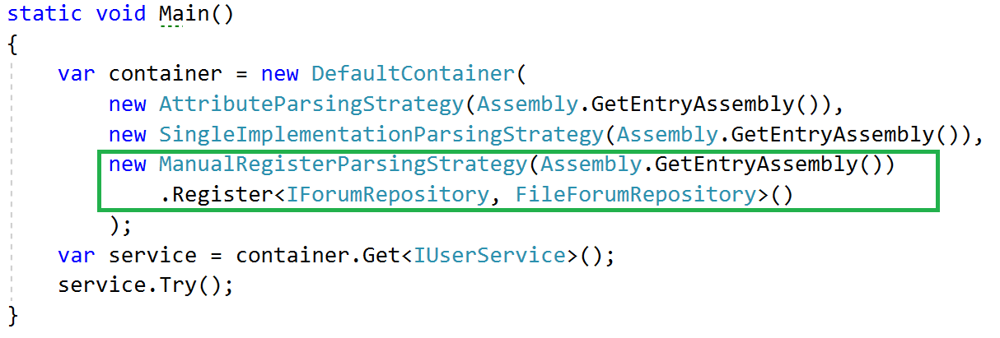 static void Main()
{
var container = new DefaultContainer(
new AttributeParsingStrategy(Assembly.GetEntryAssembly()),
new SingleImplementationParsingStrategy(Assembly.GetEntryAssembly()),
new ManualRegisterParsingStrategy(Assembly.GetEntryAssembly())
.Register<IForumRepository, FileForumRepository>()
);
var service = container.Get<IUserService>();
service.Try();
}